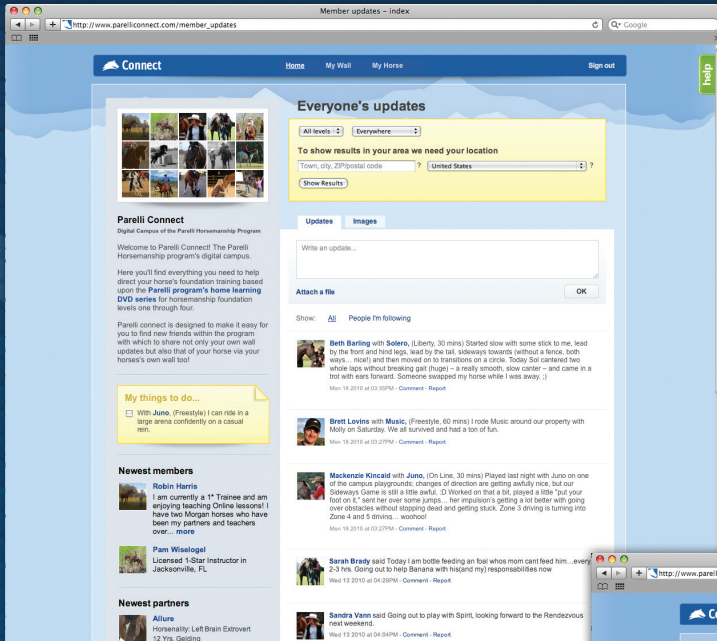 Member updates – index
http://www.parelliconnect.com/member_updates
Google
help
Connect
Home
My Wall
My Horse
Sign out
Parelli Connect
Digital Campus of the Parelli Horsemanship Program
Welcome to Parelli Connect! The Parelli
Horsemanship program's digital campus.
Here you'll find everything you need to help
direct your horse's foundation training based
upon the Parelli program's home learning
DVD series for horsemanship foundation
levels one through four.
Parelli connect is designed to make it easy for
you to find new friends within the program
with which to share not only your own wall
updates but also that of your horse via your
horses's own wall too!
My things to do...
With Juno, (Freestyle) I can ride in a
large arena confidently on a casual
rein.
Newest members
Robin Harris
I am currently a 1* Trainee and am
enjoying teaching Online lessons! I
have two Morgan horses who have
been my partners and teachers
over... more
Pam Wiselogel
Licensed 1-Star Instructor in
Jacksonville, FL
Newest partners
Allure
Horsenality: Left Brain Extrovert
12 Yrs, Gelding
Everyone's updates
All levels
Everywhere
To show results in your area we need your location
Town, city, ZIP/postal code
?
United States
?
Show Results
Updates
Images
Write an update...
Attach a file
OK
Show:
All
People I'm following
Beth Barling with Solero, (Liberty, 30 mins) Started slow with some stick to me, lead
by the front and hind legs, lead by the tail, sideways towards (without a fence, both
ways… nice!) and then moved on to transitions on a circle. Today Sol cantered two
whole laps without breaking gait (huge) – a really smooth, slow canter – and came in a
trot with ears forward. Someone swapped my horse while I was away. ;)
Mon 18 2010 at 03:35PM - Comment - Report
Brett Lovins with Music, (Freestyle, 60 mins) I rode Music around our property with
Molly on Saturday. We all survived and had a ton of fun.
Mon 18 2010 at 03:27PM - Comment - Report
Mackenzie Kincaid with Juno, (On Line, 30 mins) Played last night with Juno on one
of the campus playgrounds; changes of direction are getting awfully nice, but our
Sideways Game is still a little awful. :D Worked on that a bit, played a little "put your
foot on it," sent her over some jumps… her impulsion's getting a lot better with going
over obstacles without stopping dead and getting stuck. Zone 3 driving is turning into
Zone 4 and 5 driving… woohoo!
Mon 18 2010 at 03:27PM - Comment - Report
Sarah Brady said Today I am bottle feeding an foal whos mom cant feed him…every
2-3 hrs. Going out to help Banana with his(and my) responsabilities now
Wed 13 2010 at 04:29PM - Comment - Report
Sandra Vann said Going out to play with Spirit, looking forward to the Rendezvous
next weekend.
Wed 13 2010 at 04:04PM - Comment - Report
http://www.parell
Co